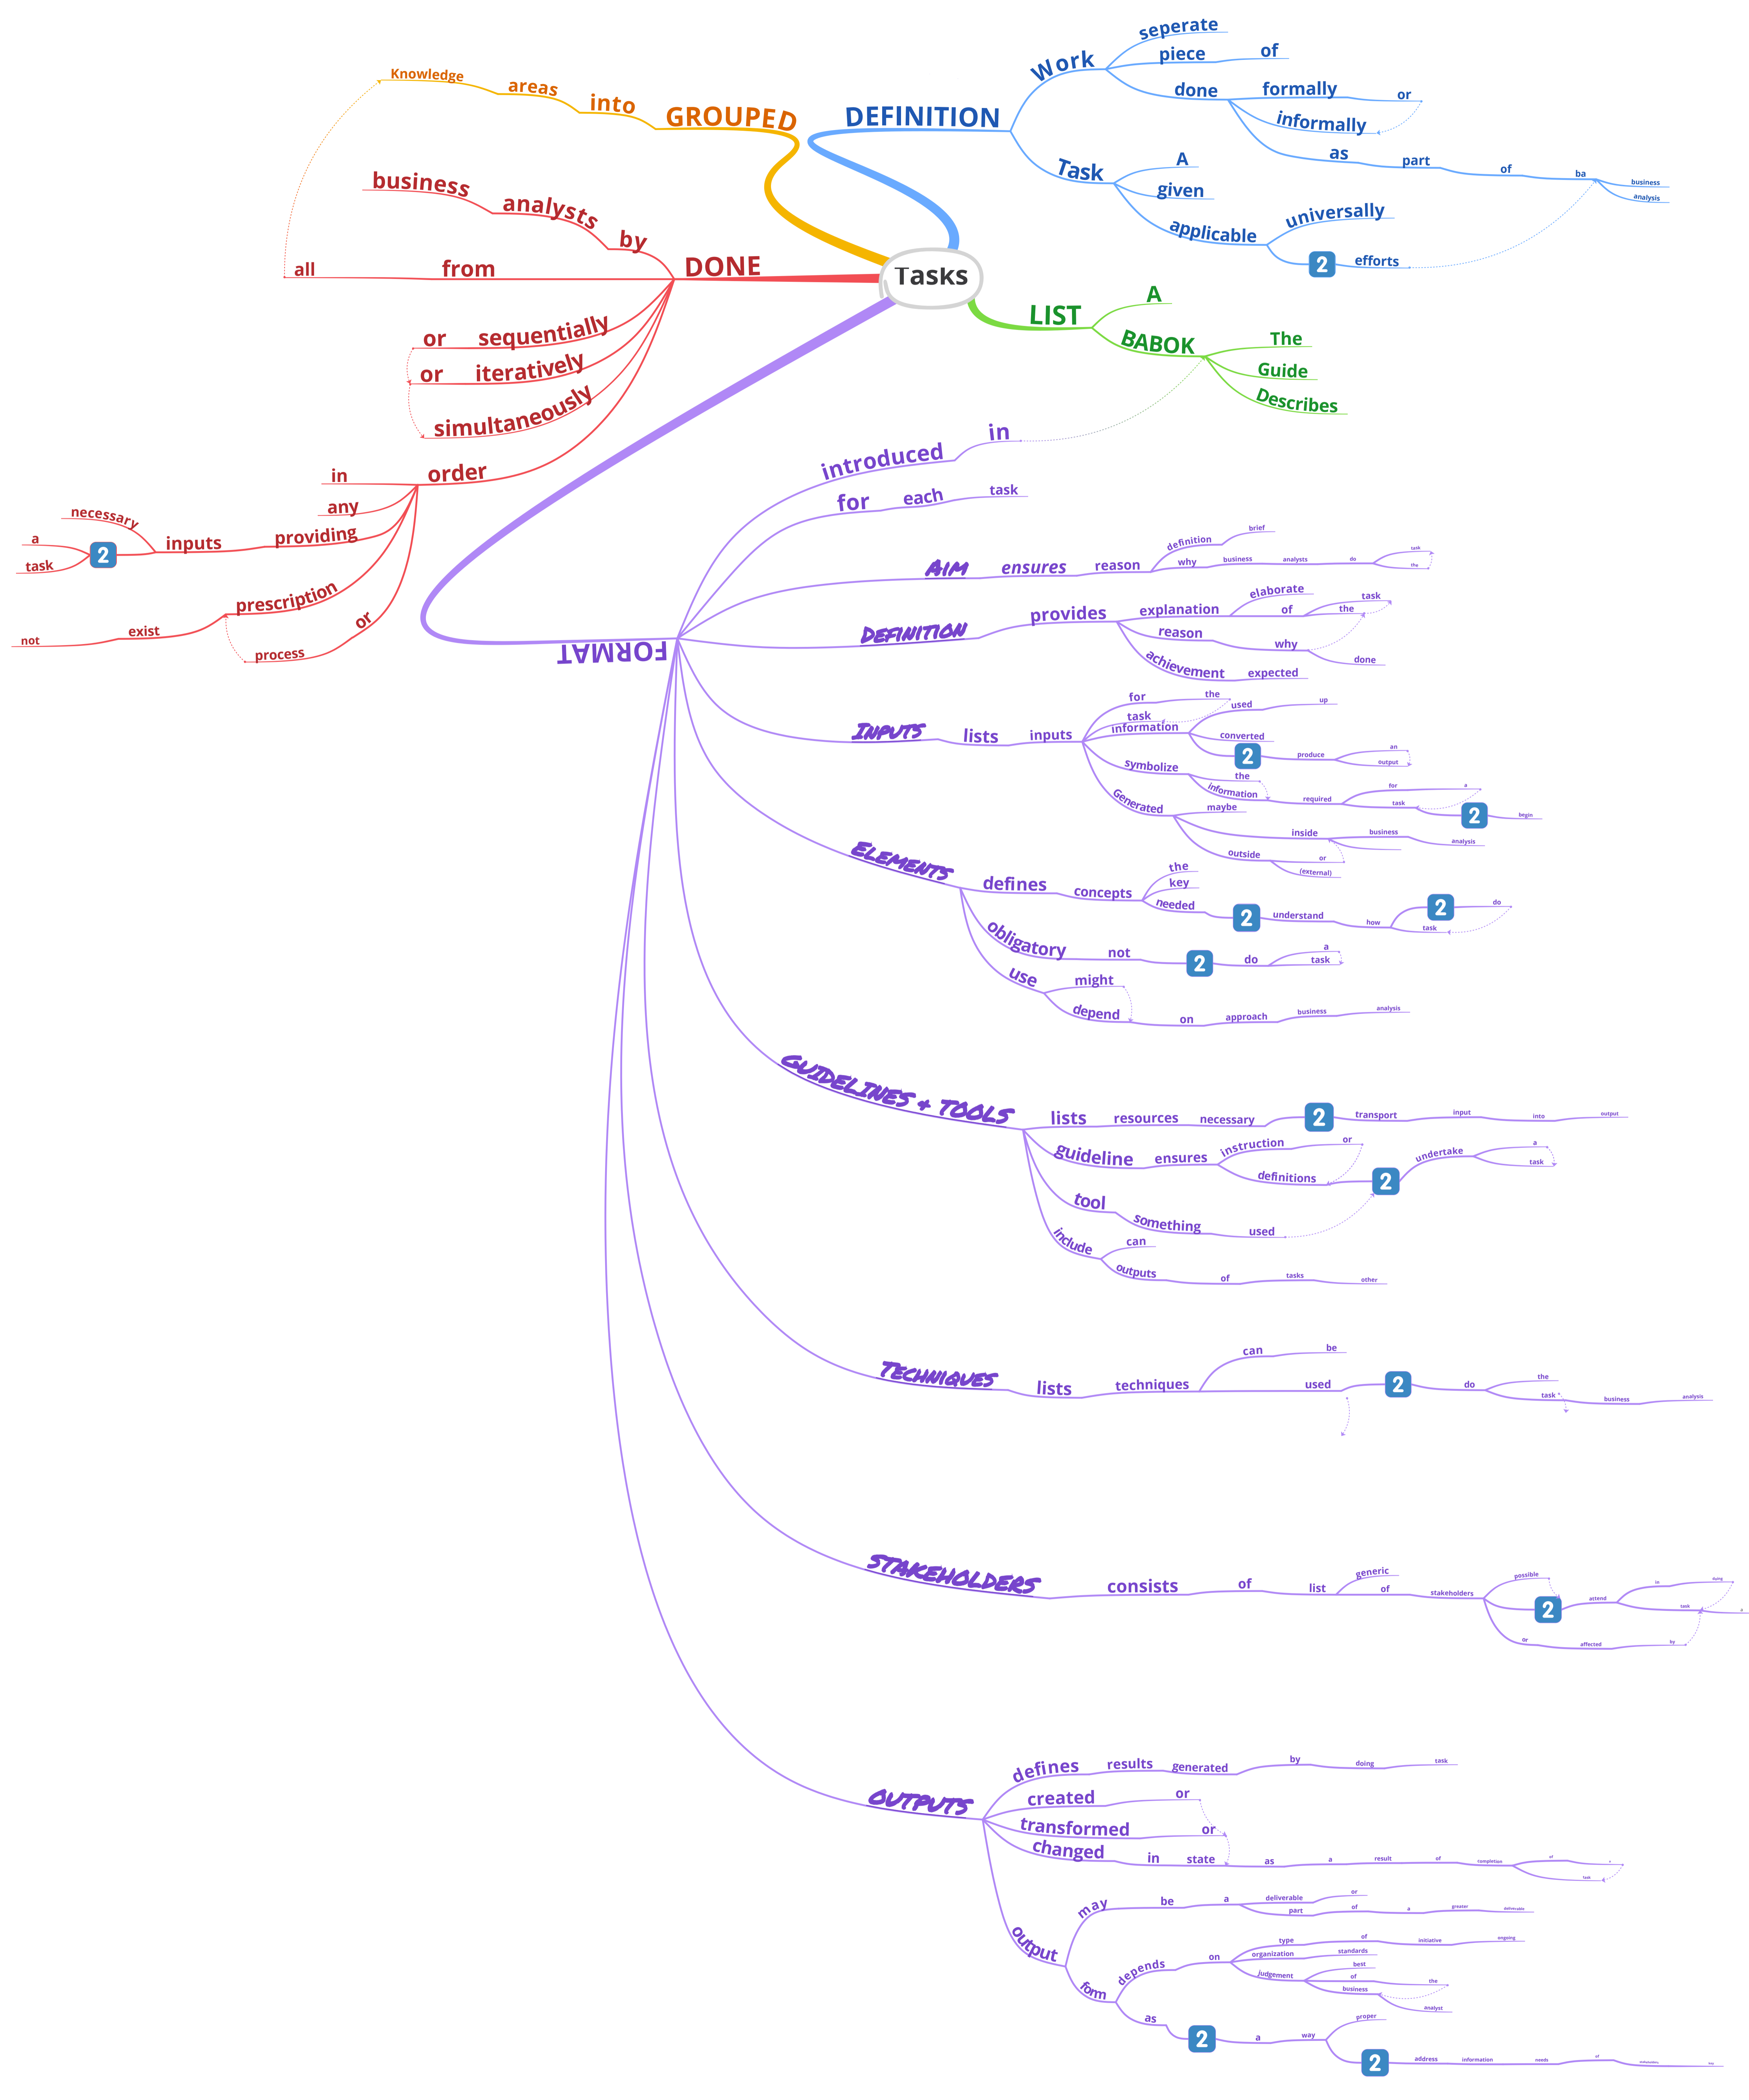 Tasks
DEFINITION
Work
seperate
piece of
done formally or
informally
as part of ba business
analysis
Task
A
given
applicable universally
2 efforts
LIST
A
BABOK
The
Guide
Describes
GROUPED into areas Knowledge
DONE
by analysts business
from all
sequentially or
iteratively or
simultaneously
order
in
any
providing inputs necessary
2 a
task
prescription exist not
or process
FORMAT
introduced in
for each task
AIM ensures reason definition brief
why business analysts do task
the
DEFINITION provides explanation elaborate
of task
the
reason why done
achievement expected
INPUTS lists inputs
for the
task
information used up
converted
2 produce an
output
symbolize the
information required for a
task 2 begin
Generated maybe
inside business analysis
outside or
(external)
ELEMENTS
defines concepts the
key
needed 2 understand how 2 do
task
obligatory not 2 do a
task
use might
depend on approach business analysis
GUIDELINES + TOOLS
lists resources necessary 2 transport input into output
guideline ensures instruction or
definitions 2 undertake a
task
tool something used
include can
outputs of tasks other
TECHNIQUES lists techniques can be
used 2 do the
task business analysis
STAKEHOLDERS consists of list generic
of stakeholders possible
2 attend in
task a
or affected by
OUTPUTS
defines results generated by doing task
created or
transformed or
changed in state as a result of completion of
task
output
may be a deliverable or
part of a greater deliverable
form
depends on type of initiative ongoing
organization standards
judgement best
of the
business analyst
as 2 a way proper
2 address information needs of